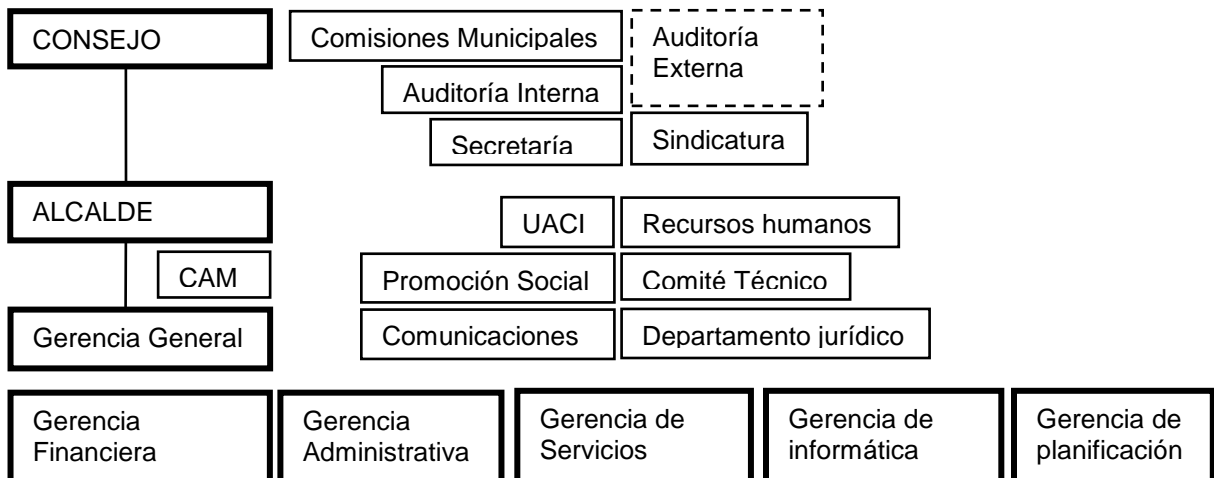 CONSEJO
Comisiones Municipales
Auditoría
Externa
Auditoría Interna
Secretaría
Sindicatura
ALCALDE
UACI
Recursos humanos
CAM
Promoción Social
Comité Técnico
Gerencia General
Comunicaciones
Departamento jurídico
Gerencia
Financiera
Gerencia
Administrativa
Gerencia de
Servicios
Gerencia de
informática
Gerencia de
planificación